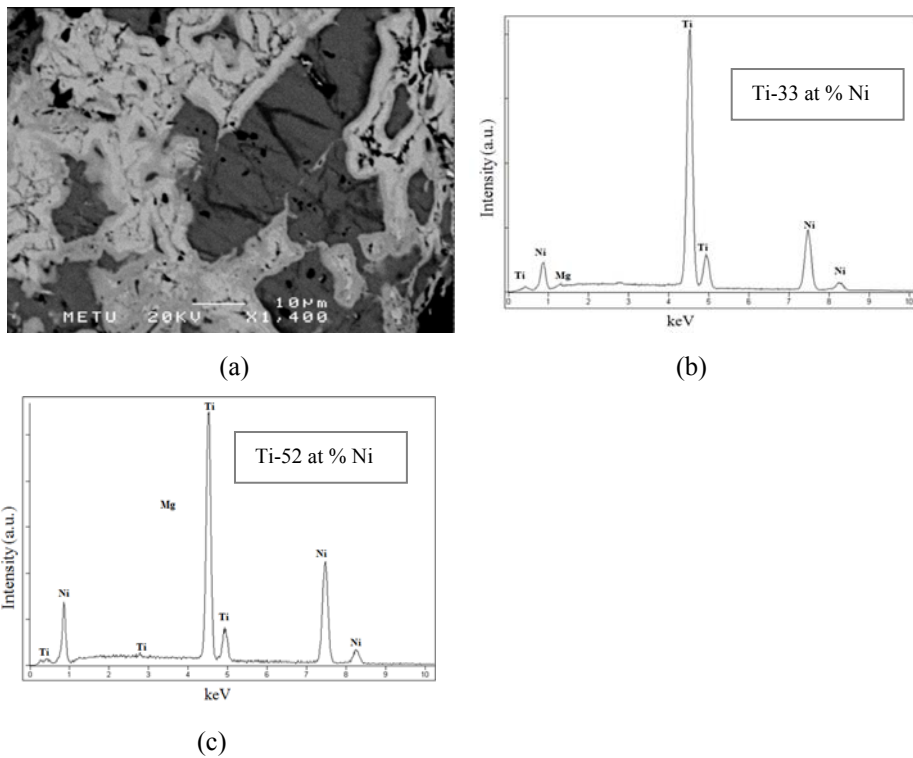 10μm
METU 20KV X1,400
(a)
Intensity (a.u.)
Ti
Ti-33 at % Ni
Ti
Ni
Mg
Ti
Ni
Ni
0 1 2 3 4 5 6 7 8 9 10
keV
(b)
Intensity (a.u.)
Ti
Ti-52 at % Ni
Mg
Ni
Ni
Ti
Ti
Ti
Ni
0 1 2 3 4 5 6 7 8 9 10
keV
(c)